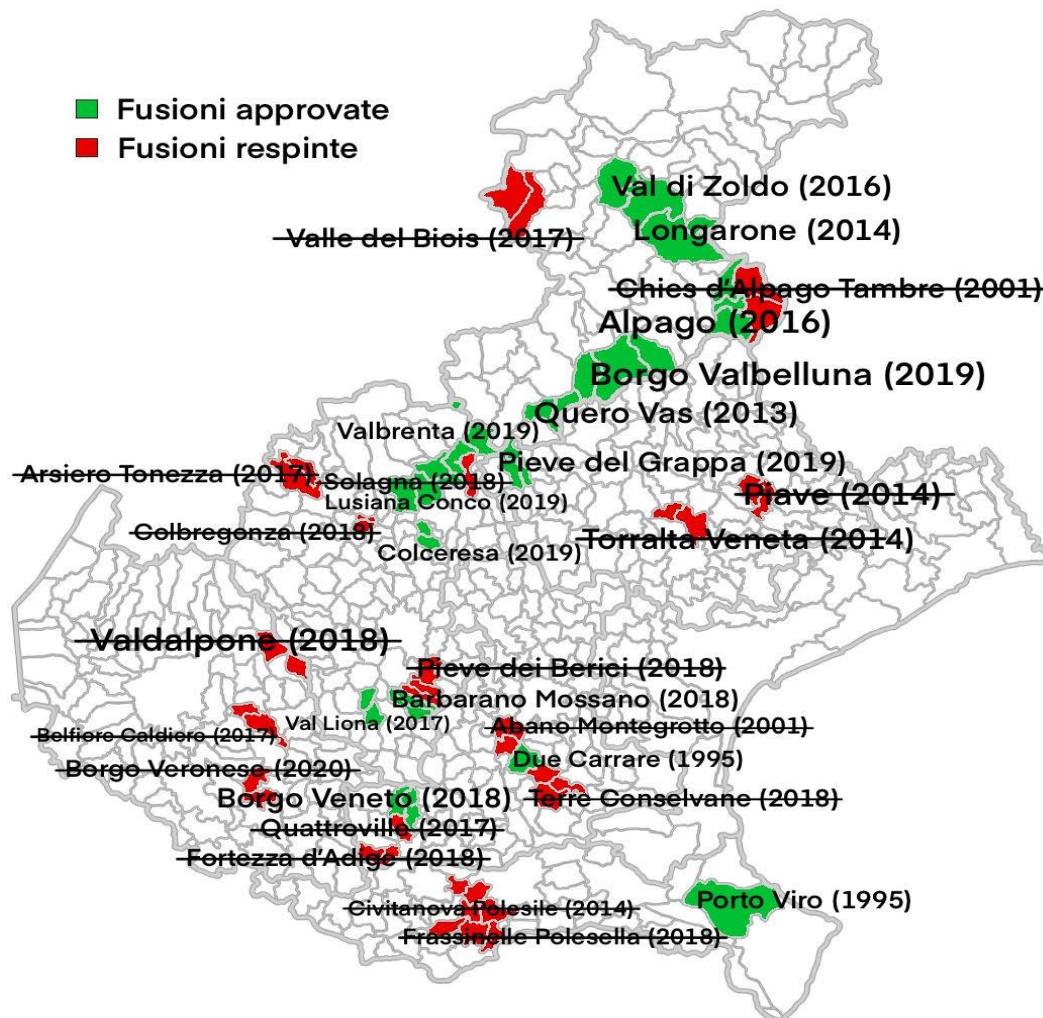 Fusioni approvate
Fusioni respinte
Val di Zoldo (2016)
Longarone (2014)
Valle del Biois (2017)
Chies d'Alpago Tambre (2001)
Alpago (2016)
Borgo Valbelluna (2019)
Quero Vas (2013)
Valbrenta (2019)
Pieve del Grappa (2019)
Arsiero Tonezza (2017)
Solagna (2018)
Lusiana Conco (2019)
Piave (2014)
Colbregonza (2018)
Colceresa (2019)
Torralta Veneta (2014)
Valdalpone (2018)
Pieve dei Berici (2018)
Barbarano Mossano (2018)
Val Liona (2017)
Abano Montegrotto (2001)
Belfiore Caldiero (2017)
Due Carrare (1995)
Borgo Veronese (2020)
Borgo Veneto (2018)
Terre Conselvane (2018)
Quattroville (2017)
Fortezza d'Adige (2018)
Porto Viro (1995)
Civitanova Polesile (2014)
Frassinelle Polesella (2018)